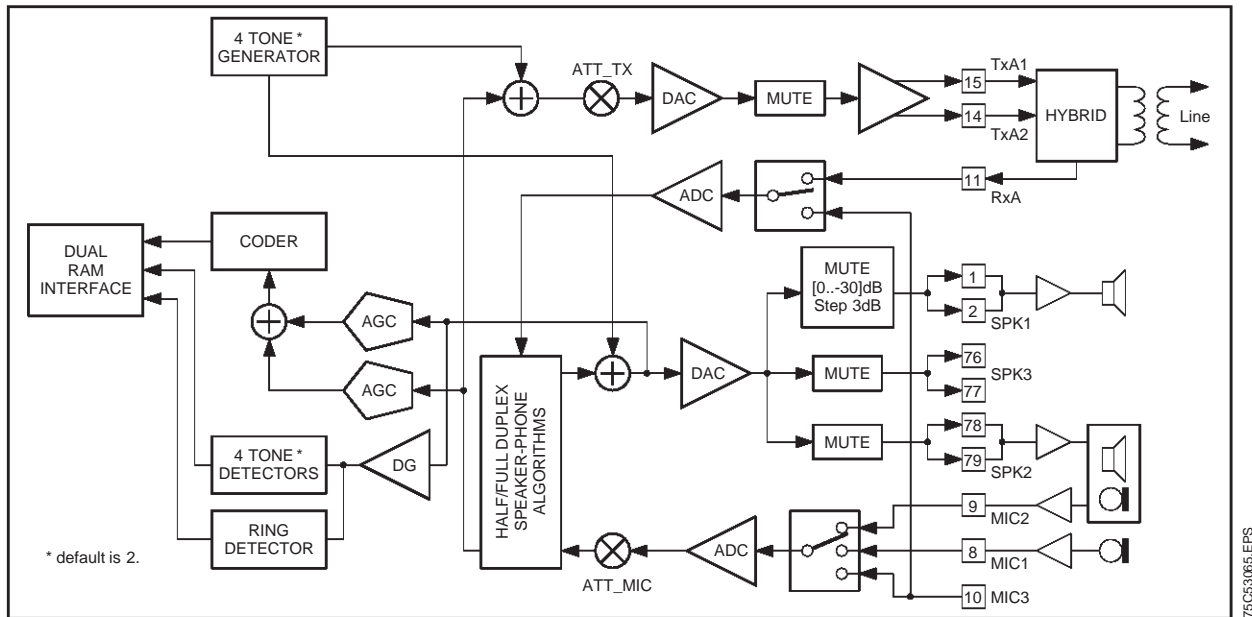 4 TONE *
GENERATOR
ATT_TX
DAC
MUTE
15
TxA1
14
TxA2
HYBRID
Line
ADC
11
RxA
DUAL
RAM
INTERFACE
CODER
AGC
AGC
MUTE
[0..-30]dB
Step 3dB
1
2
SPK1
DAC
MUTE
76
SPK3
77
MUTE
78
79
SPK2
HALF/FULL DUPLEX
SPEAKER-PHONE
ALGORITHMS
4 TONE *
DETECTORS
DG
RING
DETECTOR
* default is 2.
ATT_MIC
ADC
9
MIC2
8
MIC1
10
MIC3
75C53065.EPS